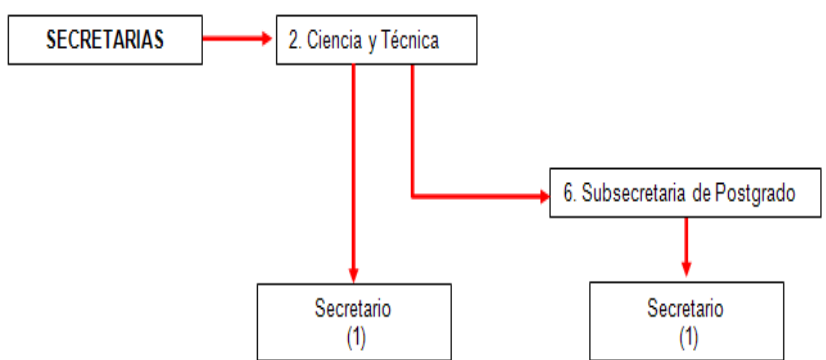 SECRETARIAS
2. Ciencia y Técnica
6. Subsecretaria de Postgrado
Secretario
(1)
Secretario
(1)